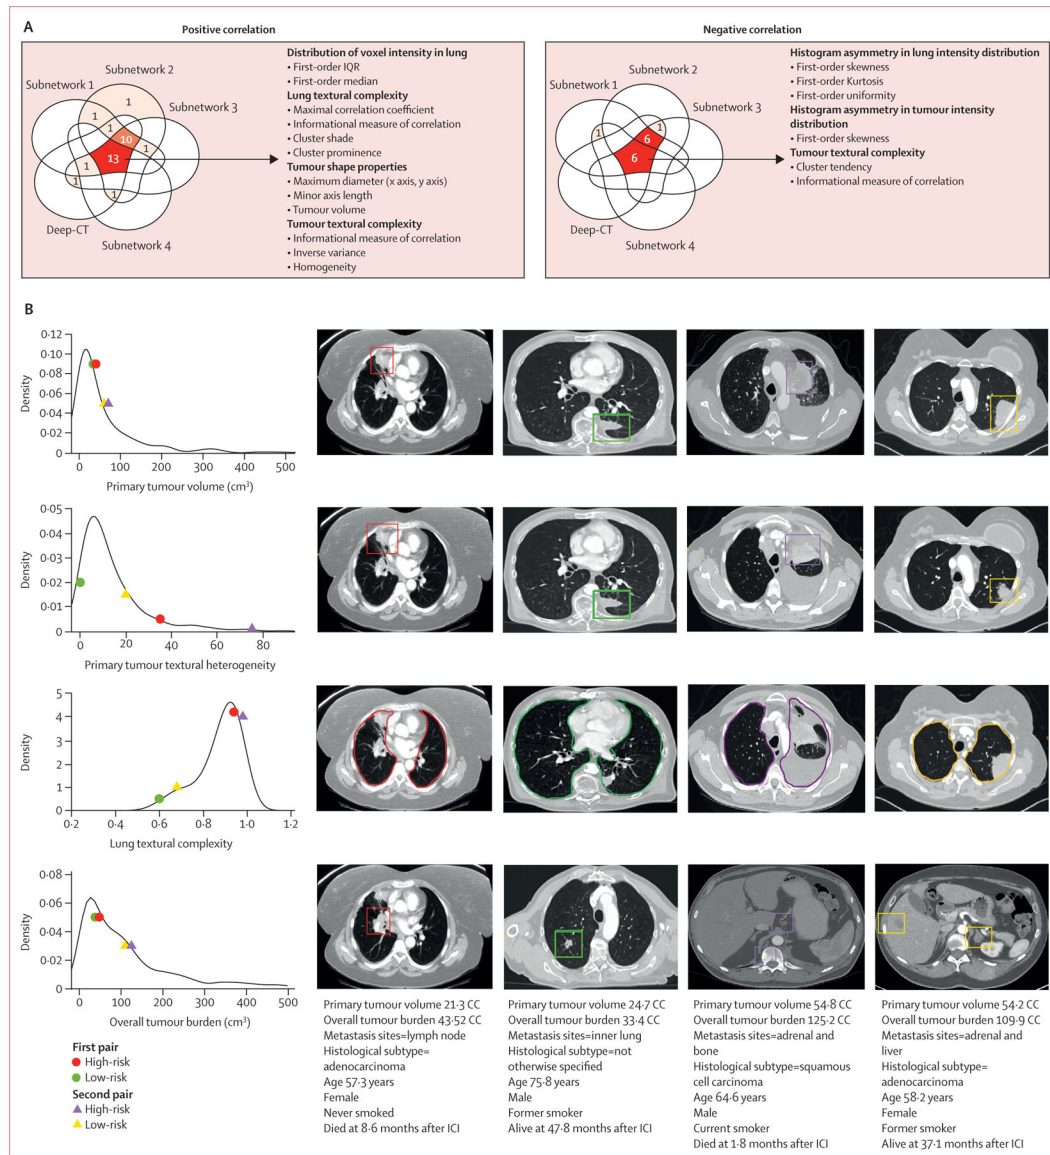 A
Positive correlation
Subnetwork 2
Subnetwork 1
Subnetwork 3
Deep-CT
Subnetwork 4
1
1
1
10
13
1
1
1
Distribution of voxel intensity in lung
• First-order IQR
• First-order median
Lung textural complexity
• Maximal correlation coefficient
• Informational measure of correlation
• Cluster shade
• Cluster prominence
Tumour shape properties
• Maximum diameter (x axis, y axis)
• Minor axis length
• Tumour volume
Tumour textural complexity
• Informational measure of correlation
• Inverse variance
• Homogeneity
Negative correlation
Subnetwork 2
Subnetwork 1
Subnetwork 3
Deep-CT
Subnetwork 4
1
1
6
6
Histogram asymmetry in lung intensity distribution
• First-order skewness
• First-order Kurtosis
• First-order uniformity
Histogram asymmetry in tumour intensity
distribution
• First-order skewness
Tumour textural complexity
• Cluster tendency
• Informational measure of correlation
B
0·12
0·10
0·08
0·06
0·04
0·02
0
Density
0 100 200 300 400 500
Primary tumour volume (cm³)
0·05
0·04
0·03
0·02
0·01
0
Density
0 20 40 60 80
Primary tumour textural heterogeneity
5
4
3
2
1
0
Density
0·2 0·4 0·6 0·8 1·0 1·2
Lung textural complexity
0·08
0·06
0·04
0·02
0
Density
0 100 200 300 400 500
Overall tumour burden (cm³)
First pair
High-risk
Low-risk
Second pair
High-risk
Low-risk
Primary tumour volume 21·3 CC
Overall tumour burden 43·52 CC
Metastasis sites=lymph node
Histological subtype=
adenocarcinoma
Age 57·3 years
Female
Never smoked
Died at 8·6 months after ICI
Primary tumour volume 24·7 CC
Overall tumour burden 33·4 CC
Metastasis sites=inner lung
Histological subtype=not
otherwise specified
Age 75·8 years
Male
Former smoker
Alive at 47·8 months after ICI
Primary tumour volume 54·8 CC
Overall tumour burden 125·2 CC
Metastasis sites=adrenal and
bone
Histological subtype=squamous
cell carcinoma
Age 64·6 years
Male
Current smoker
Died at 1·8 months after ICI
Primary tumour volume 54·2 CC
Overall tumour burden 109·9 CC
Metastasis sites=adrenal and
liver
Histological subtype=
adenocarcinoma
Age 58·2 years
Female
Former smoker
Alive at 37·1 months after ICI